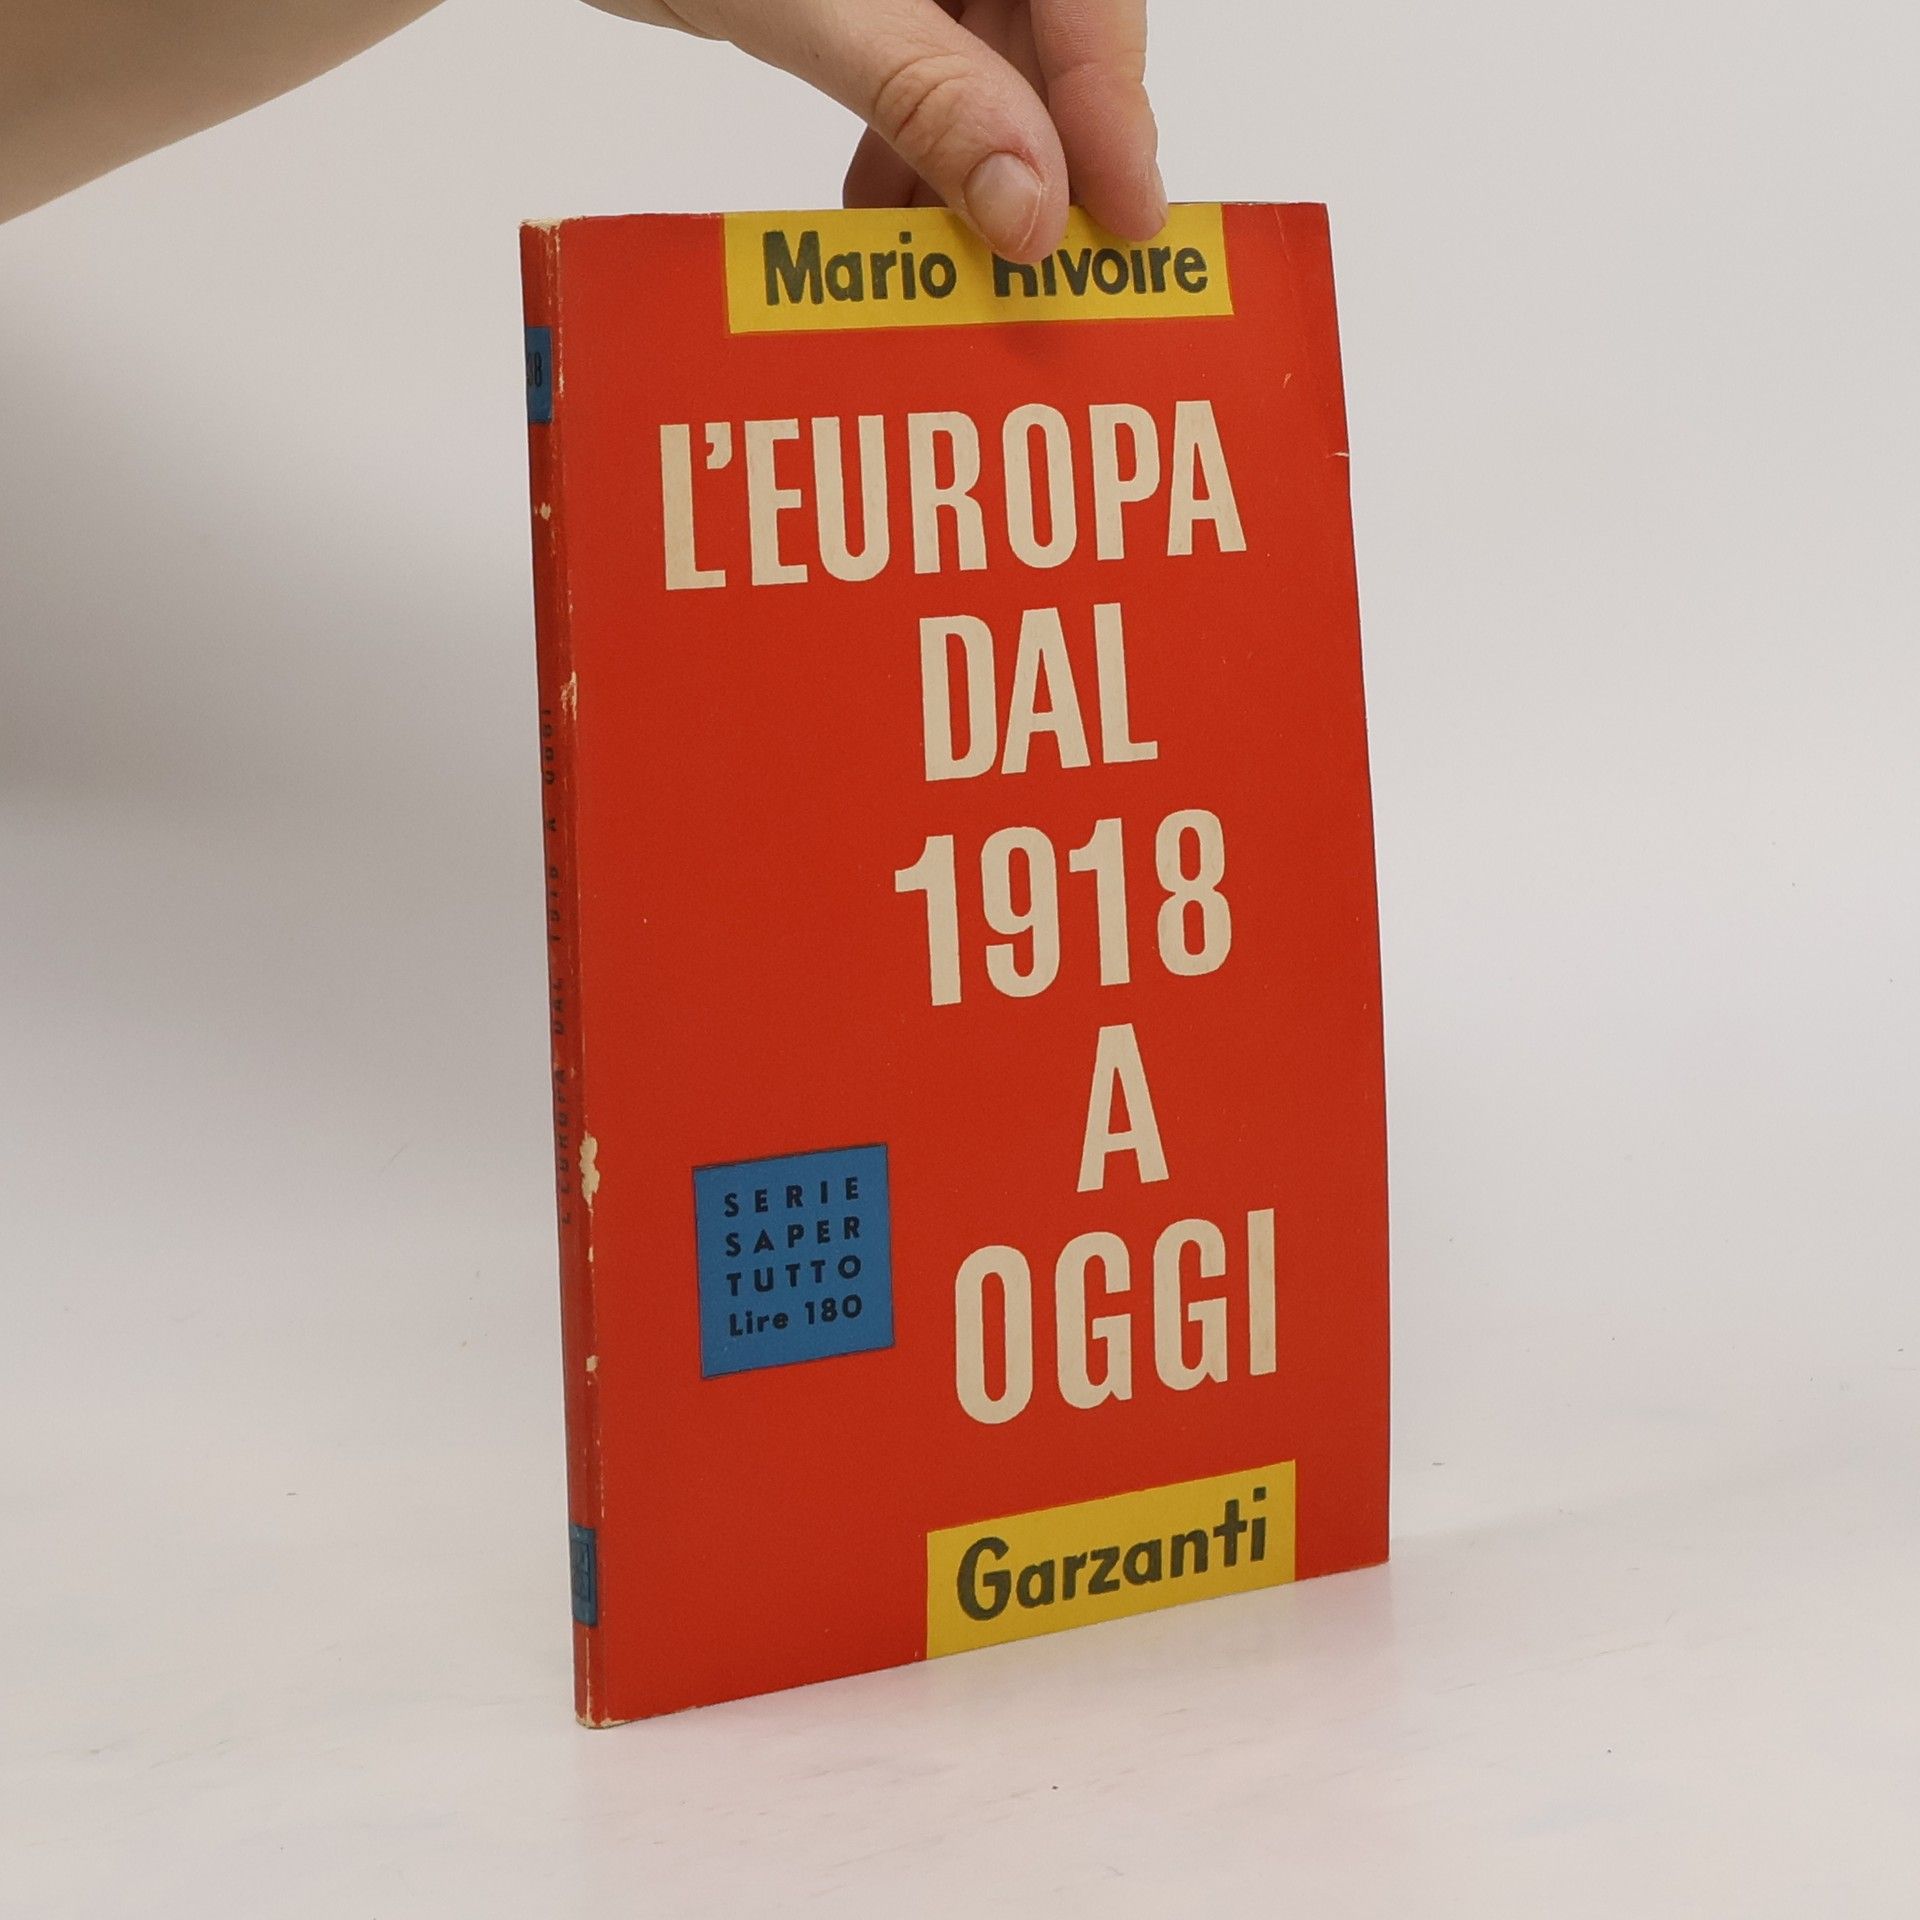 Mario Rivoire
L'EUROPA
DAL
1918
A
OGGI
SERIE
SAPER
TUTTO
Lire 180
Garzanti
L'EUROPA DAL 1918 A OGGI